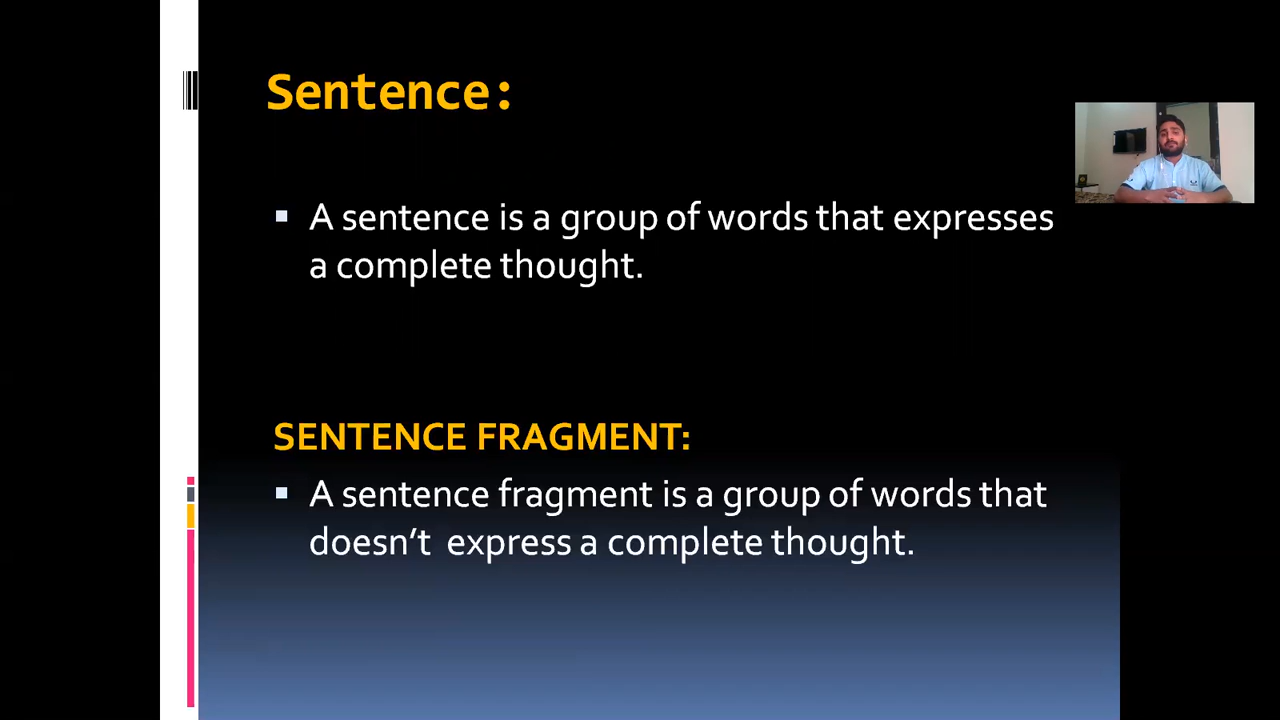 Sentence:
A sentence is a group of words that expresses
a complete thought.
SENTENCE FRAGMENT:
A sentence fragment is a group of words that
doesn’t express a complete thought.